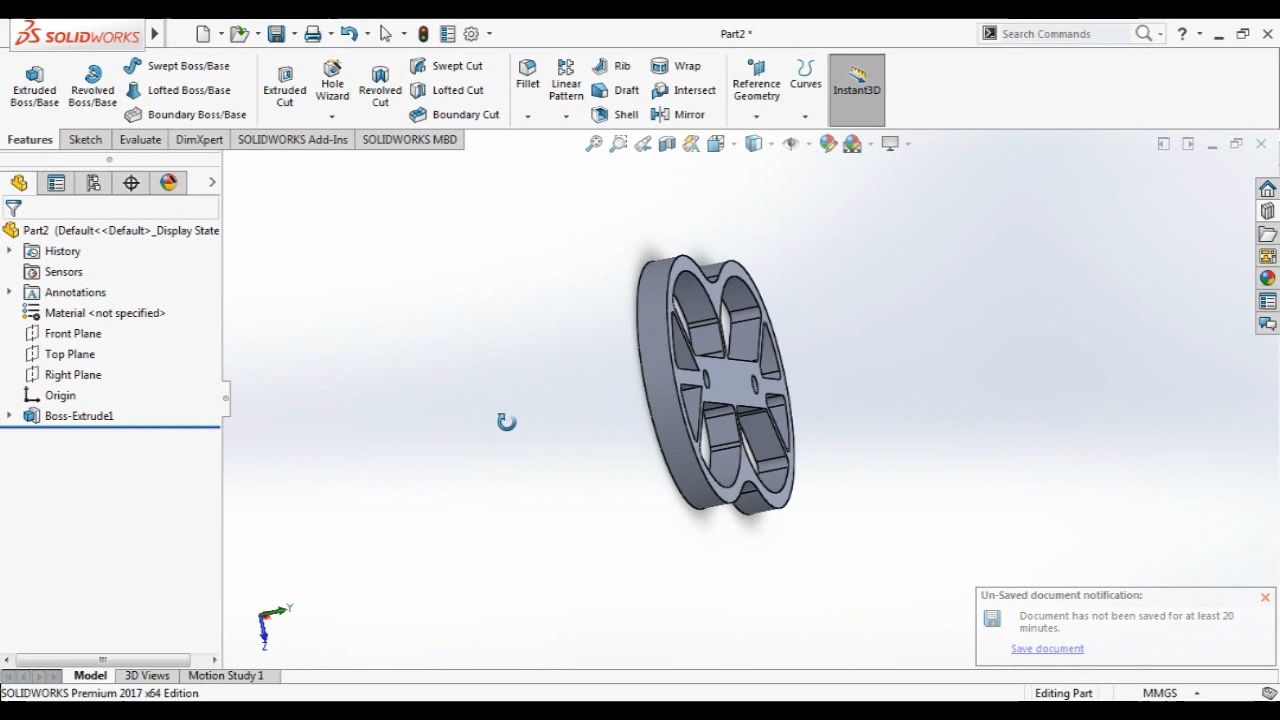 SOLIDWORKS
Part2 *
Search Commands
Extruded Boss/Base
Revolved Boss/Base
Swept Boss/Base
Lofted Boss/Base
Boundary Boss/Base
Extruded Cut
Hole Wizard
Revolved Cut
Swept Cut
Lofted Cut
Boundary Cut
Fillet
Linear Pattern
Rib
Draft
Shell
Wrap
Intersect
Mirror
Reference Geometry
Curves
Instant3D
Features
Sketch
Evaluate
DimXpert
SOLIDWORKS Add-Ins
SOLIDWORKS MBD
Part2 (Default<<Default>_Display State
History
Sensors
Annotations
Material <not specified>
Front Plane
Top Plane
Right Plane
Origin
Boss-Extrude1
Y
Z
Un-Saved document notification:
Document has not been saved for at least 20
minutes.
Save document
Model
3D Views
Motion Study 1
SOLIDWORKS Premium 2017 x64 Edition
Editing Part
MMGS